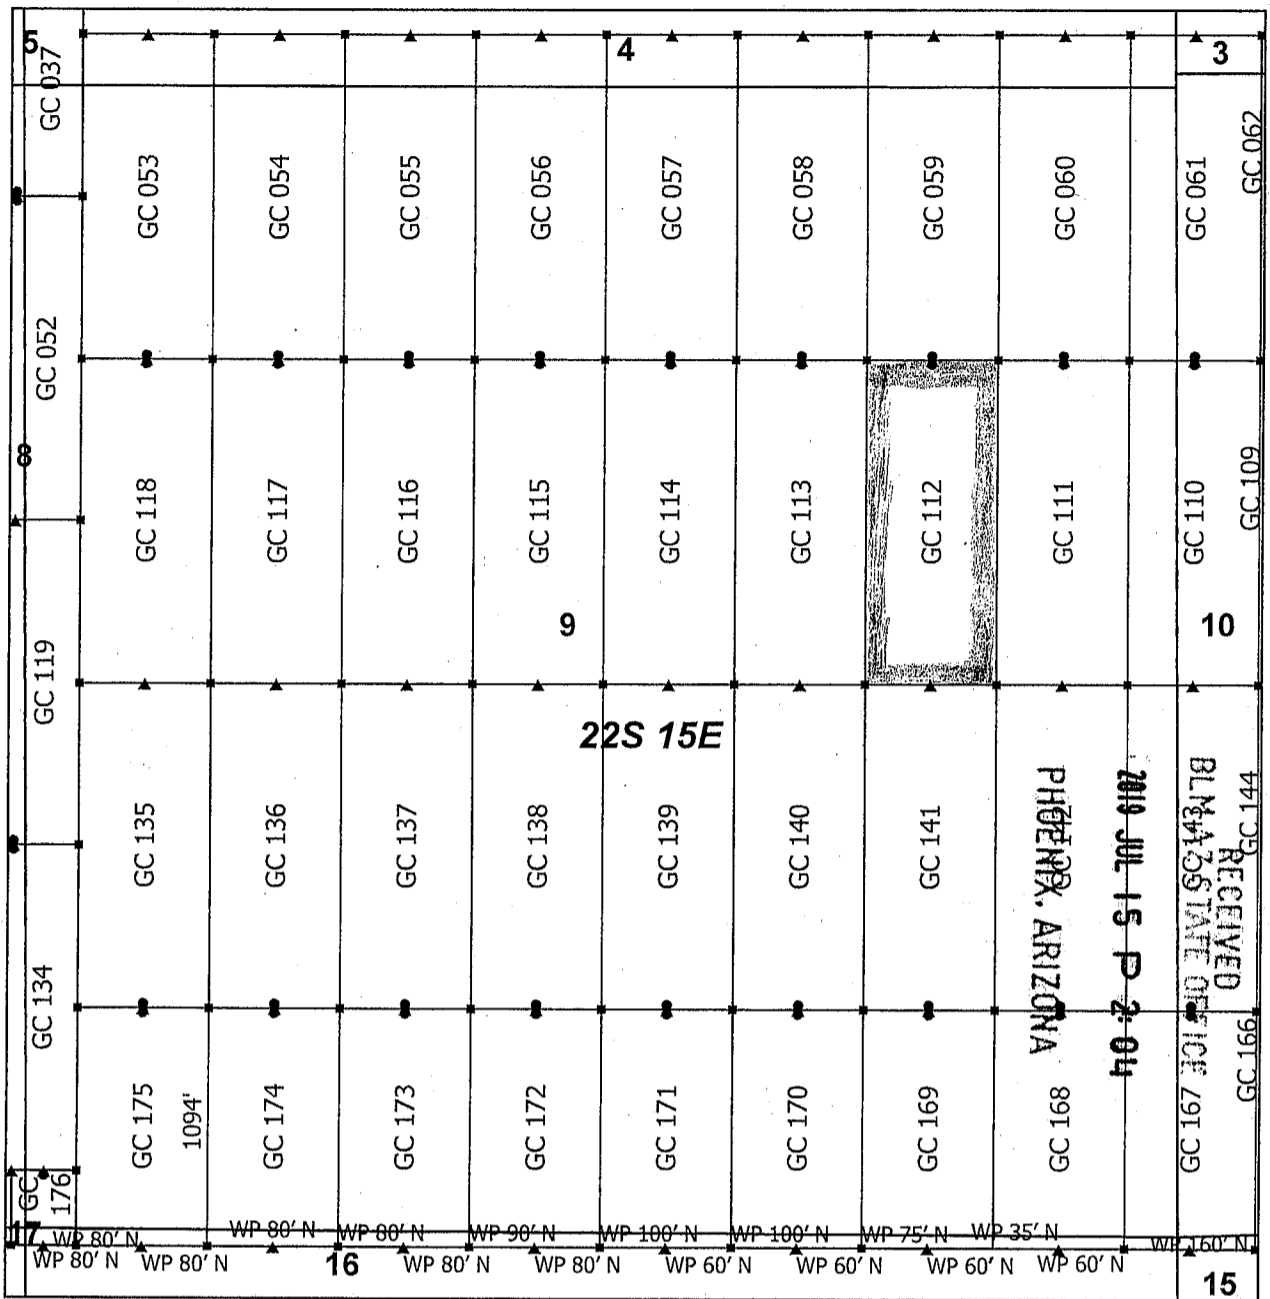 5
4
3
GC 037
GC 053
GC 054
GC 055
GC 056
GC 057
GC 058
GC 059
GC 060
GC 061
GC 062
GC 052
8
GC 118
GC 117
GC 116
GC 115
GC 114
GC 113
GC 112
GC 111
GC 110
GC 109
9
10
GC 119
22S 15E
GC 135
GC 136
GC 137
GC 138
GC 139
GC 140
GC 141
GC 143
GC 144
RECEIVED
BLM AZ STATE OFFICE
2019 JUL 15 P 2:04
PHOENIX, ARIZONA
GC 134
GC 175
1094'
GC 174
GC 173
GC 172
GC 171
GC 170
GC 169
GC 168
GC 167
GC 166
GC
176
17
WP 80' N
WP 80' N
WP 80' N
WP 90' N
WP 100' N
WP 100' N
WP 75' N
WP 35' N
WP 160' N
WP 80' N
WP 80' N
16
WP 80' N
WP 80' N
WP 60' N
WP 60' N
WP 60' N
WP 60' N
15